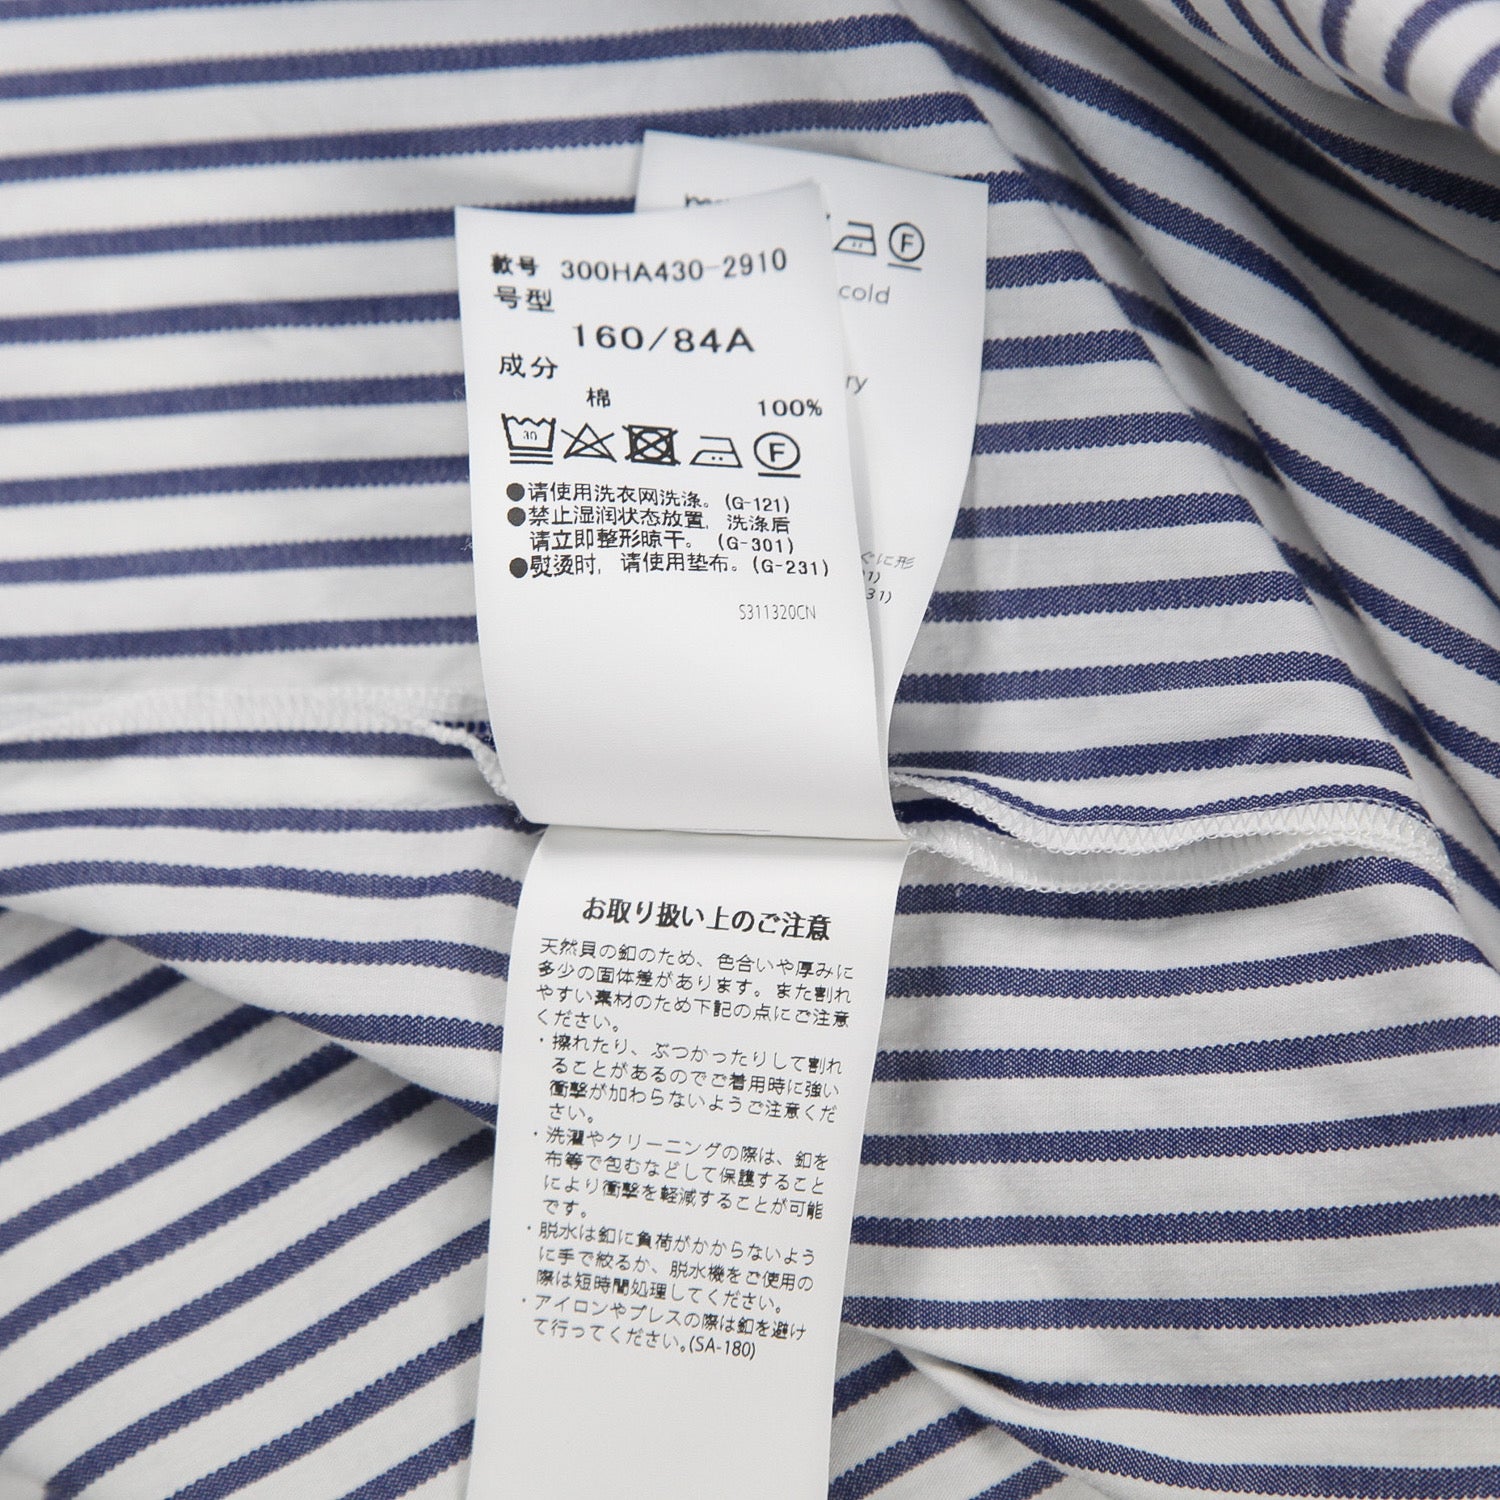 款号 300HA430-2910
号型
160/84A
成分
棉 100%
30
F
●请使用洗衣网洗涤。(G-121)
●禁止湿润状态放置, 洗涤后
请立即整形晾干。 (G-301)
●熨烫时, 请使用垫布。(G-231)
S311320CN
F
cold
ry
ぐに形
1)
31)
お取り扱い上のご注意
天然貝の釦のため、色合いや厚みに
多少の固体差があります。また割れ
やすい素材のため下記の点にご注意
ください。
・擦れたり、ぶつかったりして割れ
ることがあるのでご着用時に強い
衝撃が加わらないようご注意くだ
さい。
・洗濯やクリーニングの際は、釦を
布等で包むなどして保護すること
により衝撃を軽減することが可能
です。
・脱水は釦に負荷がかからないよう
に手で絞るか、脱水機をご使用の
際は短時間処理してください。
・アイロンやプレスの際は釦を避け
て行ってください。(SA-180)